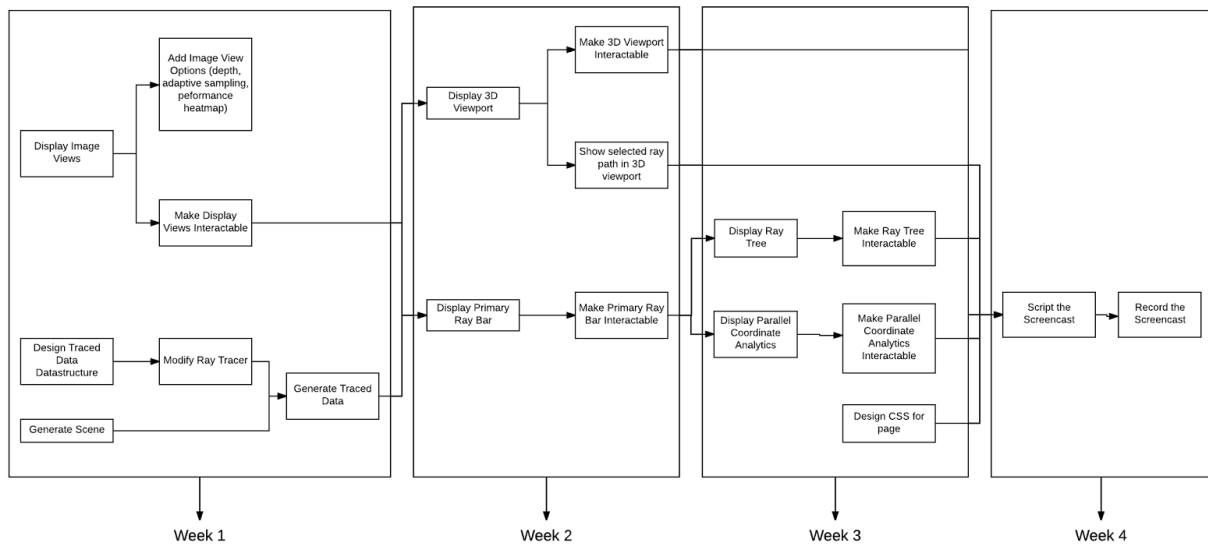 Add Image View
Options (depth,
adaptive sampling,
peformance
heatmap)
Display Image
Views
Make Display
Views Interactable
Design Traced
Data
Datastructure
Modify Ray Tracer
Generate Traced
Data
Generate Scene
Week 1
Make 3D Viewport
Interactable
Display 3D
Viewport
Show selected ray
path in 3D
viewport
Display Primary
Ray Bar
Make Primary Ray
Bar Interactable
Week 2
Display Ray
Tree
Make Ray Tree
Interactable
Display Parallel
Coordinate
Analytics
Make Parallel
Coordinate
Analytics
Interactable
Design CSS for
page
Week 3
Script the
Screencast
Record the
Screencast
Week 4